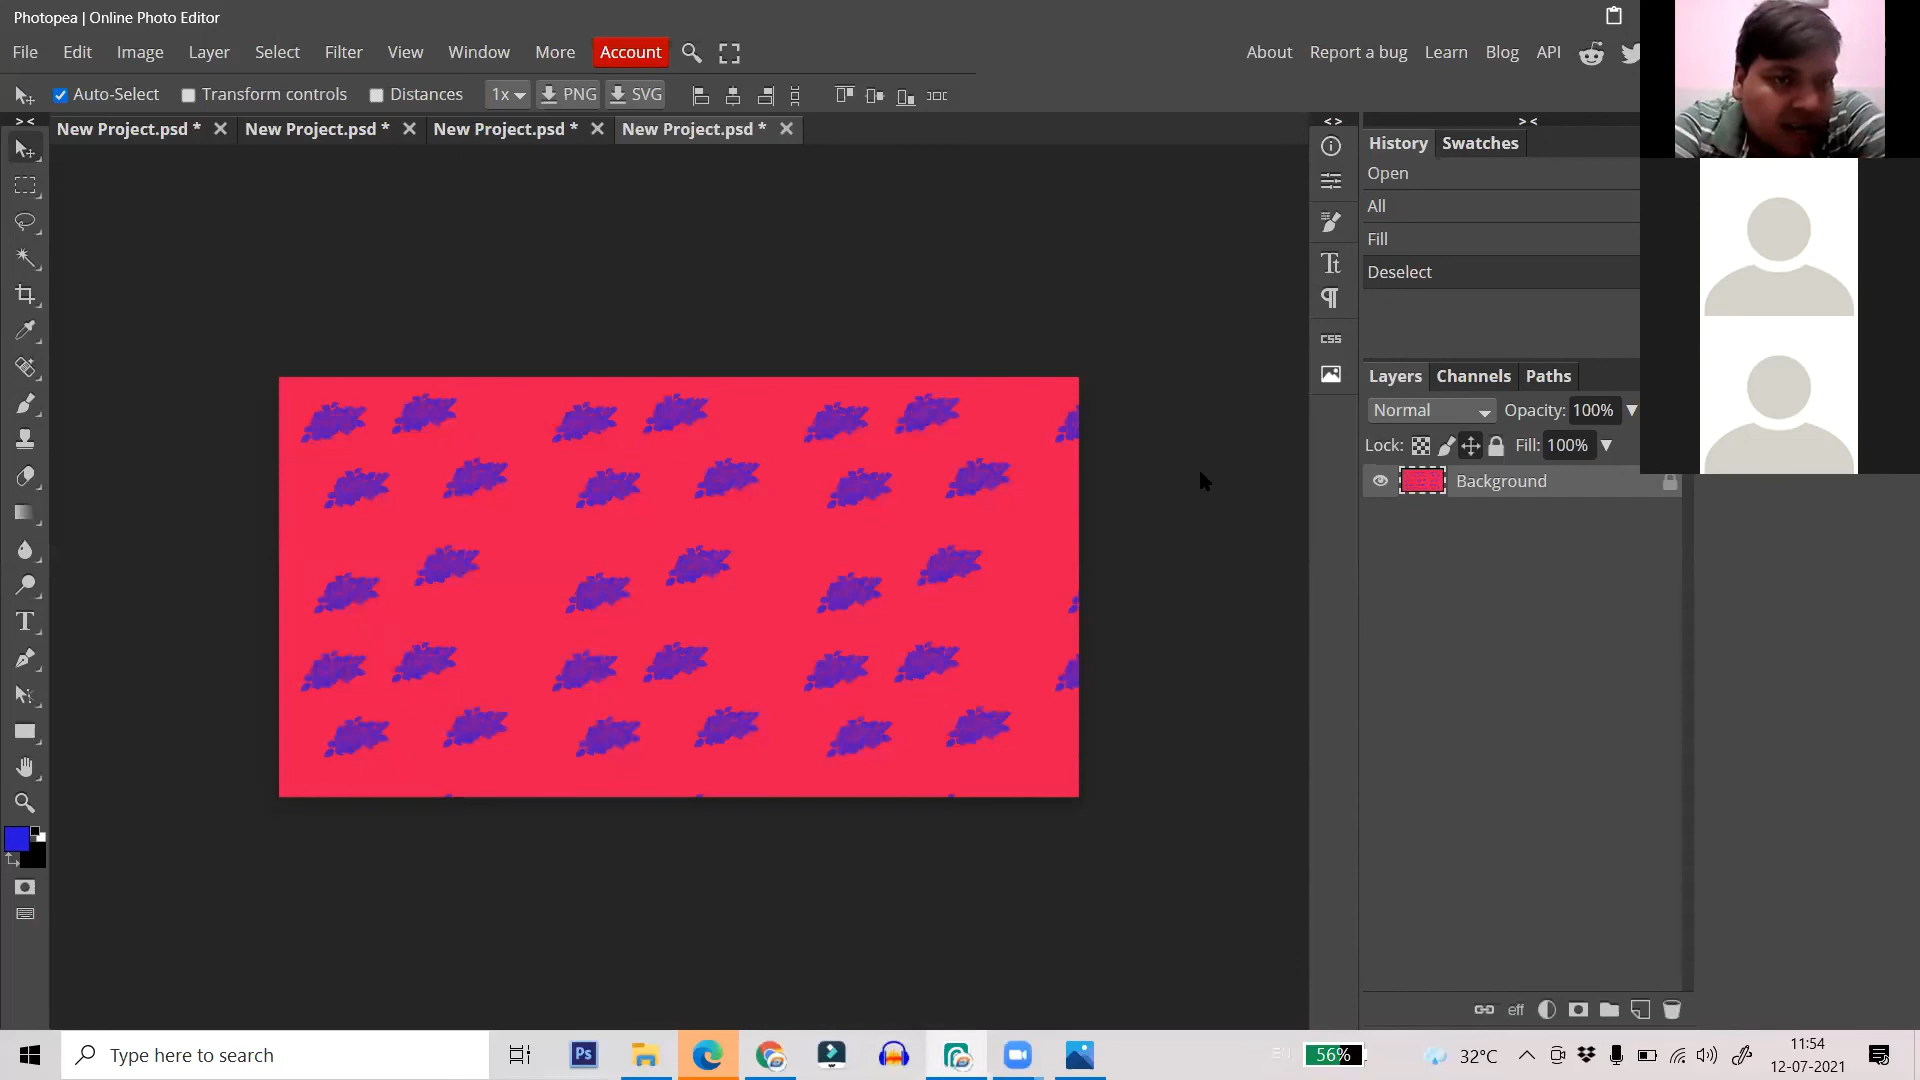 Photopea | Online Photo Editor
File Edit Image Layer Select Filter View Window More Account About Report a bug Learn Blog API
Auto-Select Transform controls Distances 1x PNG SVG
> < New Project.psd * New Project.psd * New Project.psd * New Project.psd * < > > <
History Swatches
Open
All
Fill
Deselect
CSS
Layers Channels Paths
Normal Opacity: 100%
Lock: Fill: 100%
Background
eff
Type here to search
Ps
56%
32°C
11:54
12-07-2021